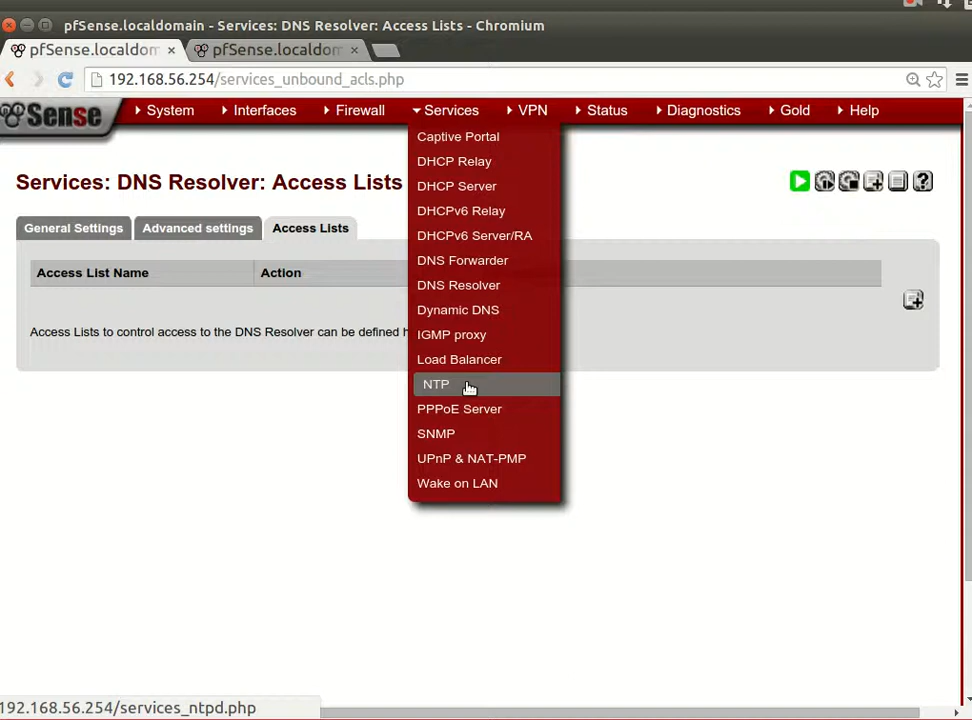 pfSense.localdomain - Services: DNS Resolver: Access Lists - Chromium
pfSense.localdom × pfSense.localdom ×
192.168.56.254/services_unbound_acls.php
Sense System Interfaces Firewall Services VPN Status Diagnostics Gold Help
Captive Portal
DHCP Relay
Services: DNS Resolver: Access Lists
DHCP Server
DHCPv6 Relay
General Settings Advanced settings Access Lists
DHCPv6 Server/RA
DNS Forwarder
Access List Name Action
DNS Resolver
Dynamic DNS
Access Lists to control access to the DNS Resolver can be defined h
IGMP proxy
Load Balancer
NTP
PPPoE Server
SNMP
UPnP & NAT-PMP
Wake on LAN
192.168.56.254/services_ntpd.php